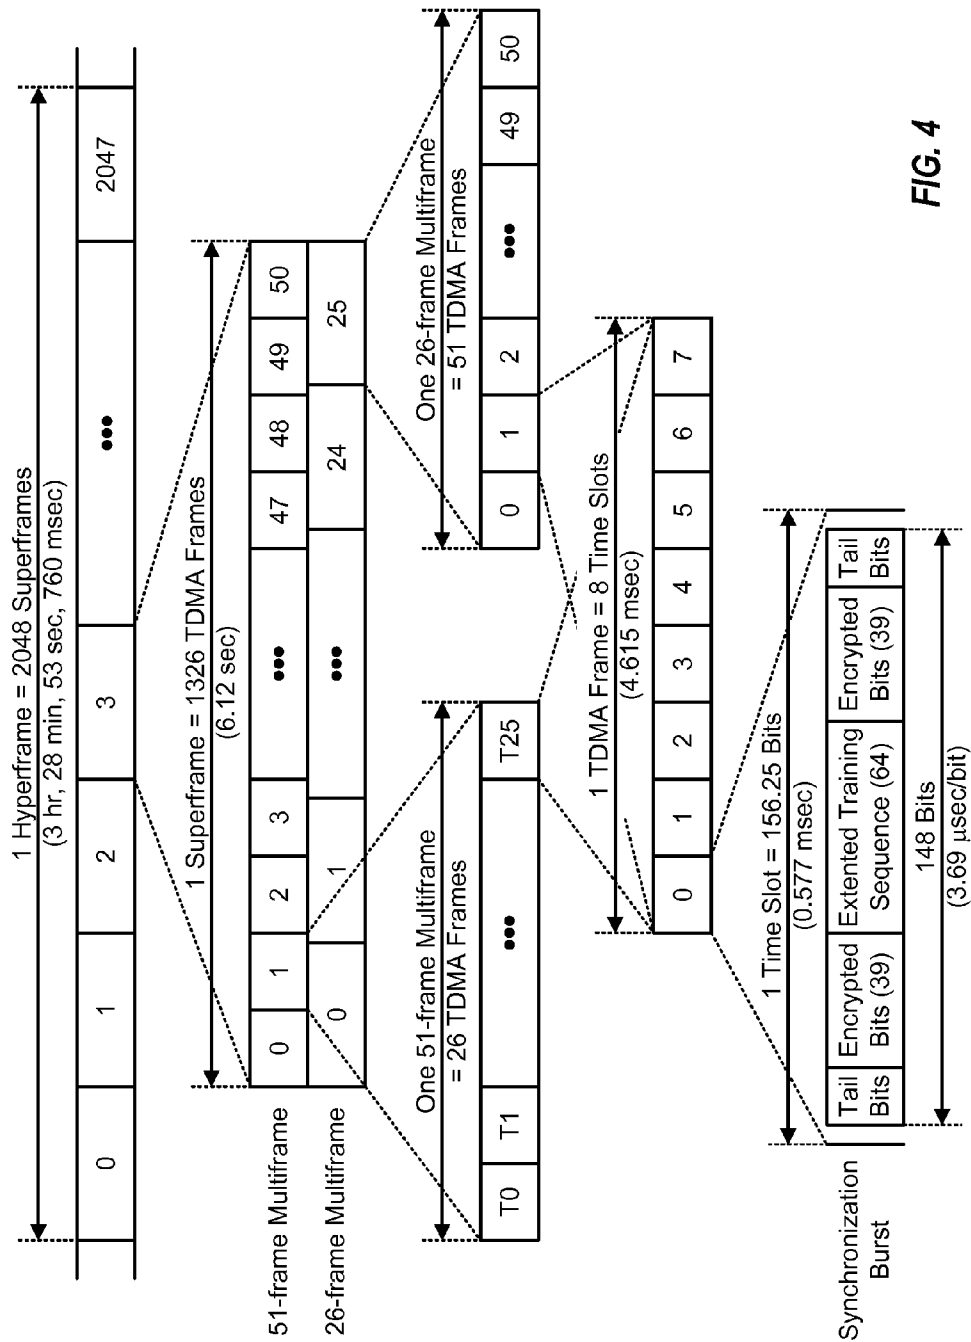 1 Hyperframe = 2048 Superframes
(3 hr, 28 min, 53 sec, 760 msec)
0 1 2 3 ••• 2047
1 Superframe = 1326 TDMA Frames
(6.12 sec)
51-frame Multiframe 0 1 2 3 ••• 47 48 49 50
26-frame Multiframe 0 1 ••• 24 25
One 51-frame Multiframe
= 26 TDMA Frames
T0 T1 ••• T25
One 26-frame Multiframe
= 51 TDMA Frames
0 1 2 ••• 49 50
1 TDMA Frame = 8 Time Slots
(4.615 msec)
0 1 2 3 4 5 6 7
1 Time Slot = 156.25 Bits
(0.577 msec)
Synchronization
Burst
Tail
Bits
Encrypted
Bits (39)
Extented Training
Sequence (64)
Encrypted
Bits (39)
Tail
Bits
148 Bits
(3.69 μsec/bit)
FIG. 4